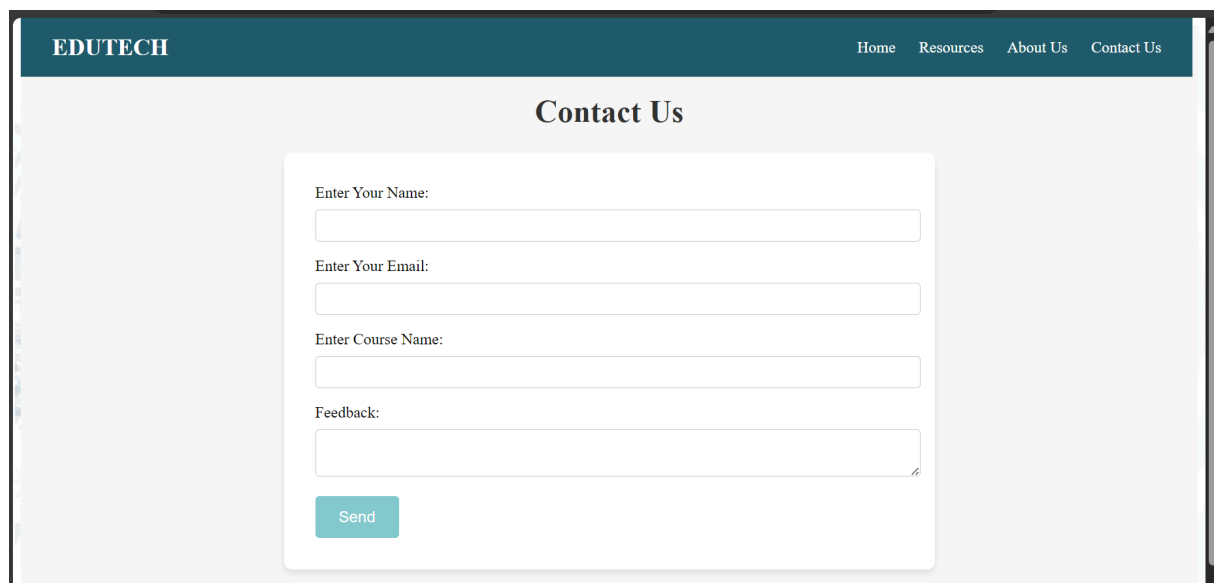 EDUTECH Home Resources About Us Contact Us
Contact Us
Enter Your Name:
Enter Your Email:
Enter Course Name:
Feedback:
Send